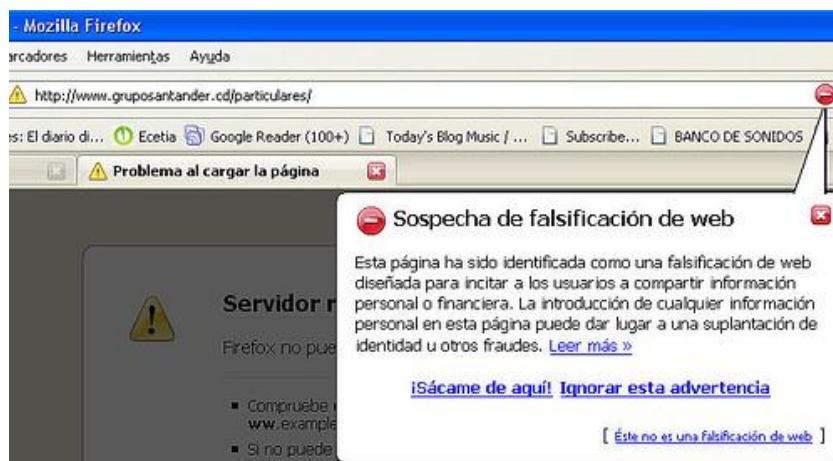 - Mozilla Firefox
arcadores Herramientas Ayuda
http://www.gruposantander.cd/particulares/
es: El diario di... Ecetia Google Reader (100+) Today's Blog Music / ... Subscribe... BANCO DE SONIDOS
Problema al cargar la página
Sospecha de falsificación de web
Esta página ha sido identificada como una falsificación de web
diseñada para incitar a los usuarios a compartir información
personal o financiera. La introducción de cualquier información
personal en esta página puede dar lugar a una suplantación de
identidad u otros fraudes. Leer más »
¡Sácame de aquí! Ignorar esta advertencia
[ Éste no es una falsificación de web ]
Servidor
Firefox no pue
Compruebe
ww.example
Si no puede